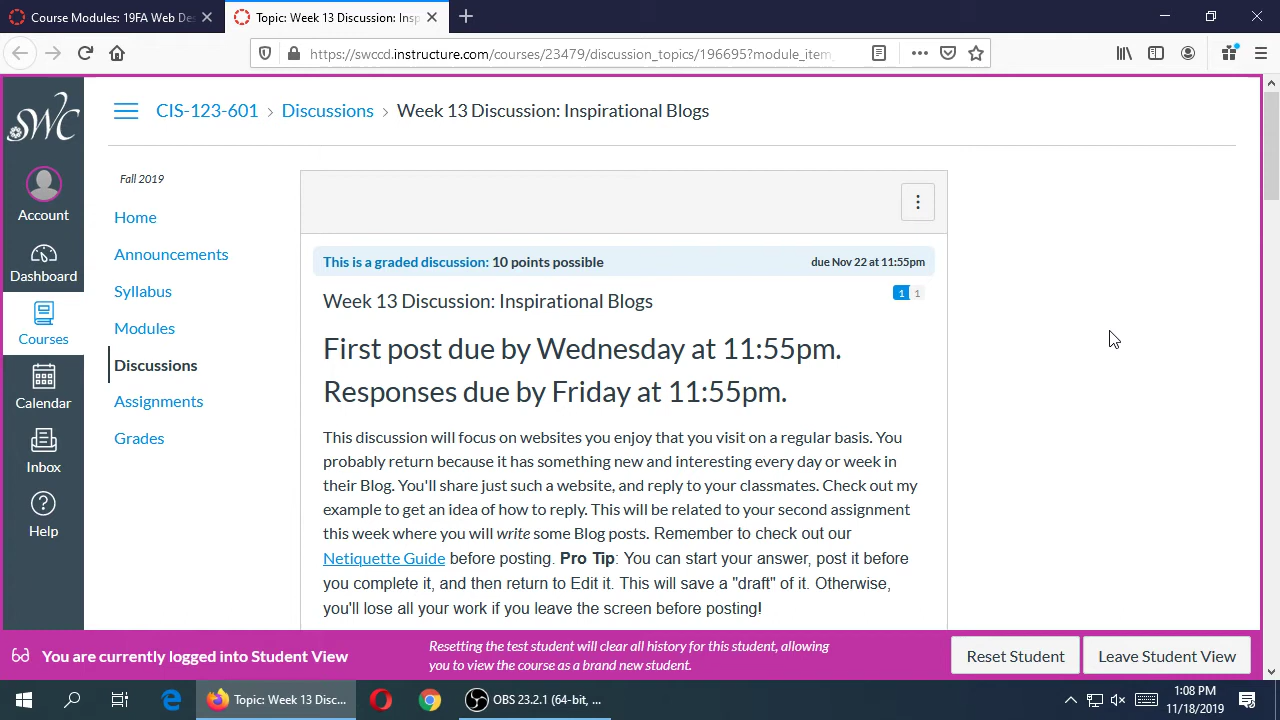 Course Modules: 19FA Web De
Topic: Week 13 Discussion: Insp
https://swccd.instructure.com/courses/23479/discussion_topics/196695?module_item_
SWC
CIS-123-601 › Discussions › Week 13 Discussion: Inspirational Blogs
Fall 2019
Account
Dashboard
Courses
Calendar
Inbox
Help
Home
Announcements
Syllabus
Modules
Discussions
Assignments
Grades
This is a graded discussion: 10 points possible
due Nov 22 at 11:55pm
Week 13 Discussion: Inspirational Blogs
1 1
First post due by Wednesday at 11:55pm.
Responses due by Friday at 11:55pm.
This discussion will focus on websites you enjoy that you visit on a regular basis. You
probably return because it has something new and interesting every day or week in
their Blog. You'll share just such a website, and reply to your classmates. Check out my
example to get an idea of how to reply. This will be related to your second assignment
this week where you will write some Blog posts. Remember to check out our
Netiquette Guide before posting. Pro Tip: You can start your answer, post it before
you complete it, and then return to Edit it. This will save a "draft" of it. Otherwise,
you'll lose all your work if you leave the screen before posting!
You are currently logged into Student View
Resetting the test student will clear all history for this student, allowing
you to view the course as a brand new student.
Reset Student
Leave Student View
Topic: Week 13 Disc...
OBS 23.2.1 (64-bit, ...
1:08 PM
11/18/2019